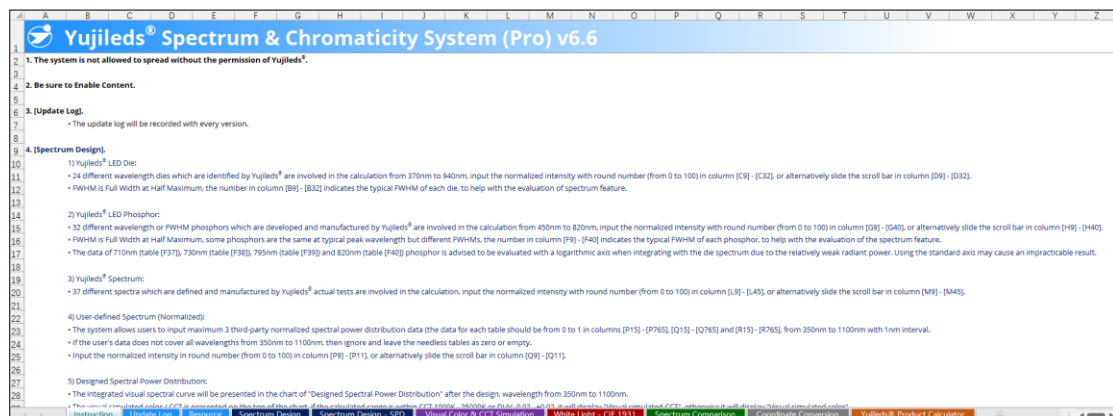 A B C D E F G H I J K L M N O P Q R S T U V W X Y Z
1 Yujileds® Spectrum & Chromaticity System (Pro) v6.6
2 1. The system is not allowed to spread without the permission of Yujileds®.
3
4 2. Be sure to Enable Content.
5
6 3. [Update Log].
7 • The update log will be recorded with every version.
8
9 4. [Spectrum Design].
10 1) Yujileds® LED Die:
11 • 24 different wavelength dies which are identified by Yujileds® are involved in the calculation from 370nm to 940nm, input the normalized intensity with round number (from 0 to 100) in column [C9] - [C32], or alternatively slide the scroll bar in column [D9] - [D32].
12 • FWHM is Full Width at Half Maximum, the number in column [B9] - [B32] indicates the typical FWHM of each die, to help with the evaluation of spectrum feature.
13
14 2) Yujileds® LED Phosphor:
15 • 32 different wavelength or FWHM phosphors which are developed and manufactured by Yujileds® are involved in the calculation from 450nm to 820nm, input the normalized intensity with round number (from 0 to 100) in column [G9] - [G40], or alternatively slide the scroll bar in column [H9] - [H40].
16 • FWHM is Full Width at Half Maximum, some phosphors are the same at typical peak wavelength but different FWHMs, the number in column [F9] - [F40] indicates the typical FWHM of each phosphor, to help with the evaluation of the spectrum feature.
17 • The data of 710nm (table [F37]), 730nm (table [F38]), 795nm (table [F39]) and 820nm (table [F40]) phosphor is advised to be evaluated with a logarithmic axis when integrating with the die spectrum due to the relatively weak radiant power. Using the standard axis may cause an impracticable result.
18
19 3) Yujileds® Spectrum:
20 • 37 different spectra which are defined and manufactured by Yujileds® actual tests are involved in the calculation, input the normalized intensity with round number (from 0 to 100) in column [L9] - [L45], or alternatively slide the scroll bar in column [M9] - [M45].
21
22 4) User-defined Spectrum (Normalized):
23 • The system allows users to input maximum 3 third-party normalized spectral power distribution data (the data for each table should be from 0 to 1 in columns [P15] - [P765], [Q15] - [Q765] and [R15] - [R765], from 350nm to 1100nm with 1nm interval.
24 • If the user's data does not cover all wavelengths from 350nm to 1100nm, then ignore and leave the needless tables as zero or empty.
25 • Input the normalized intensity in round number (from 0 to 100) in column [P9] - [P11], or alternatively slide the scroll bar in column [Q9] - [Q11].
26
27 5) Designed Spectral Power Distribution:
28 • The integrated visual spectral curve will be presented in the chart of "Designed Spectral Power Distribution" after the design, wavelength from 350nm to 1100nm.
Instruction Update Log Resource Spectrum Design Spectrum Design - SPD Visual Color & CCT Simulation White Light - CIE 1931 Spectrum Comparison Coordinate Conversion Yujileds® Product Calculator